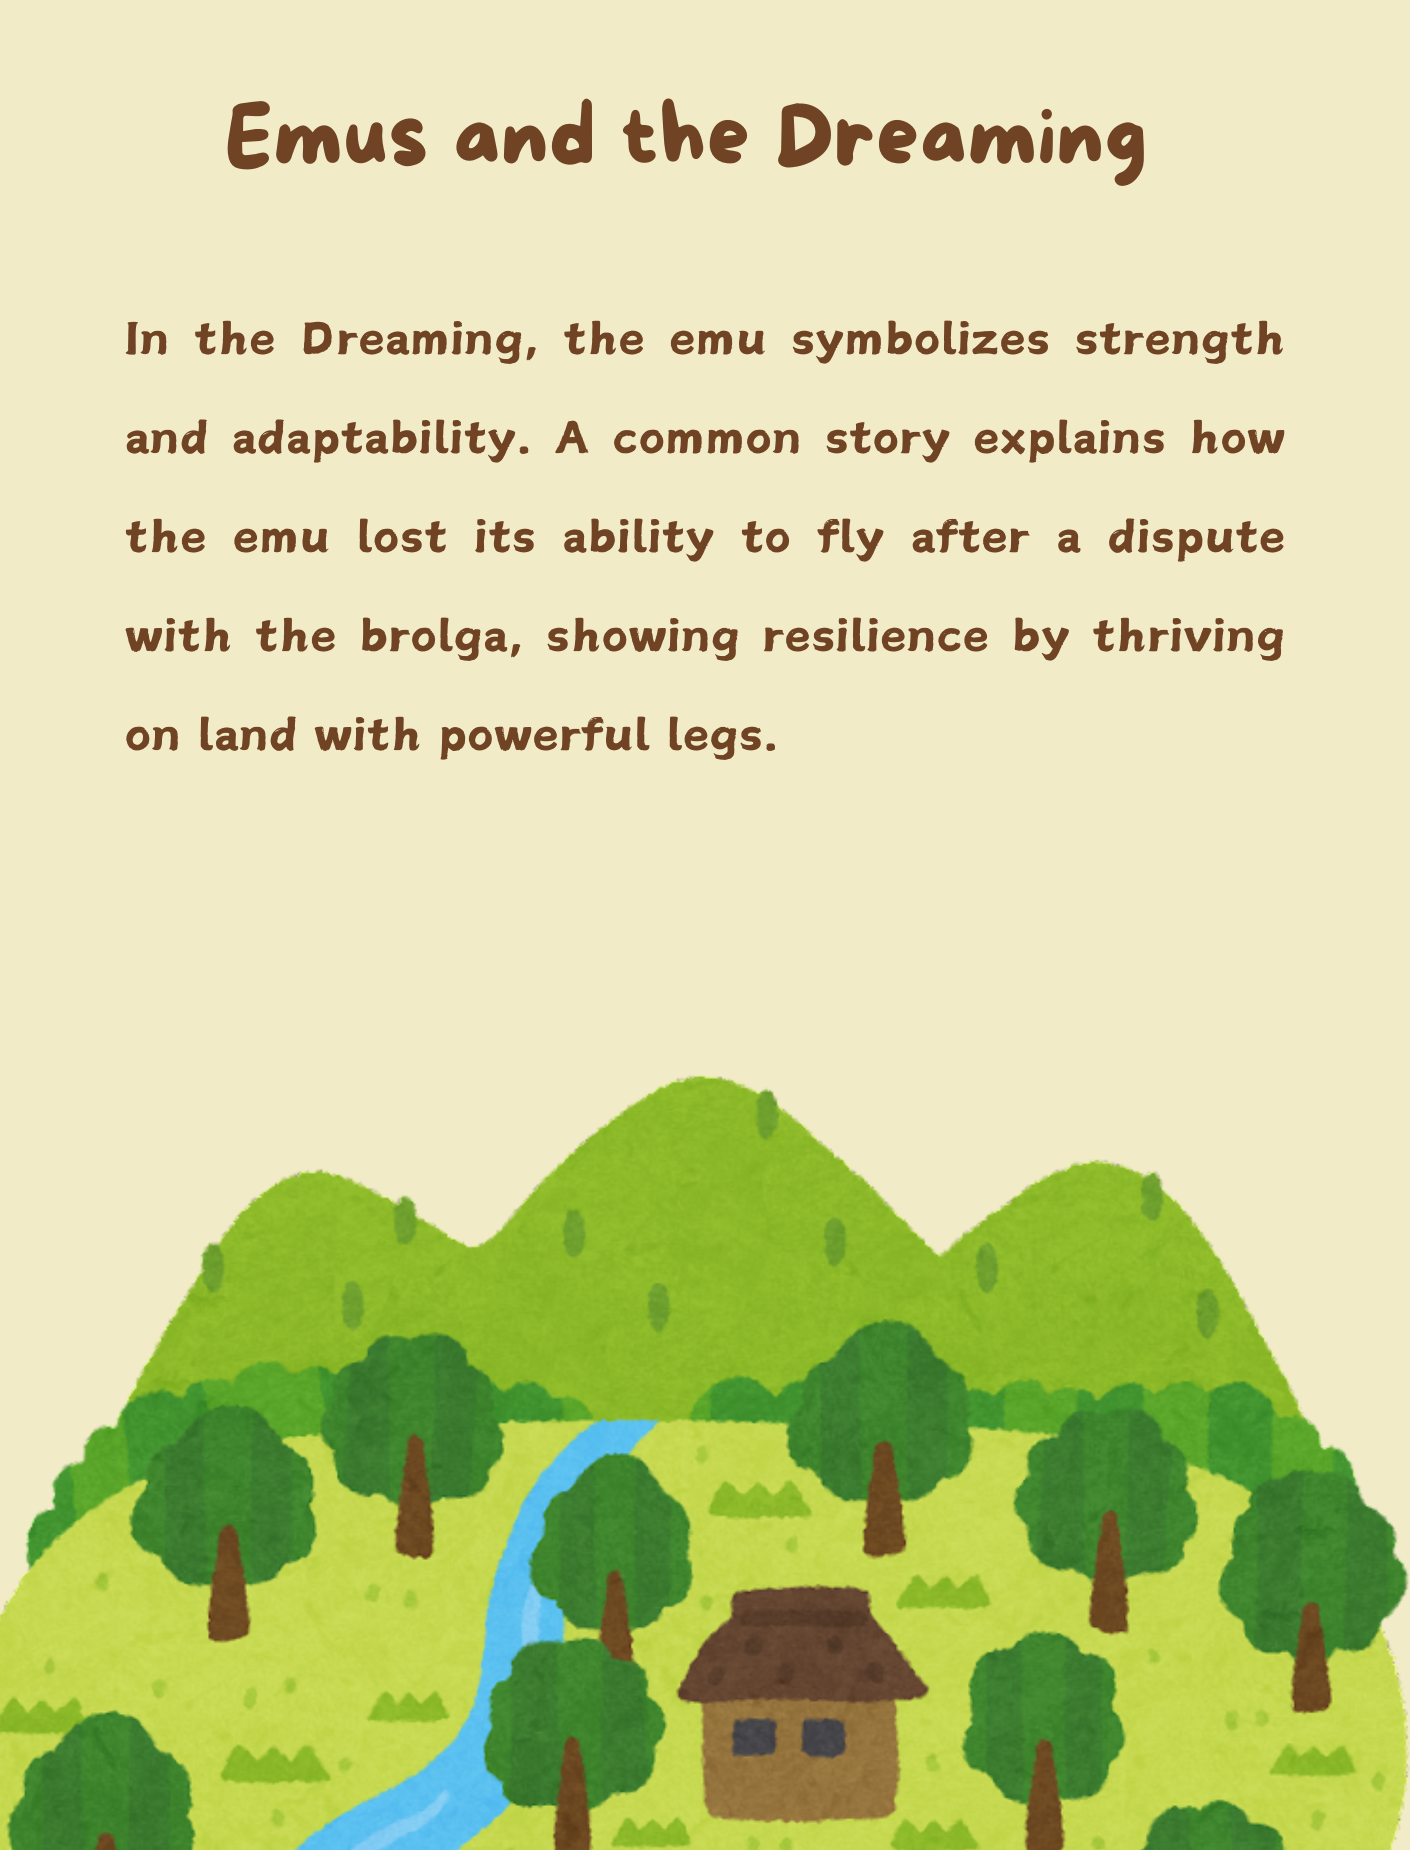 Emus and the Dreaming
In the Dreaming, the emu symbolizes strength
and adaptability. A common story explains how
the emu lost its ability to fly after a dispute
with the brolga, showing resilience by thriving
on land with powerful legs.